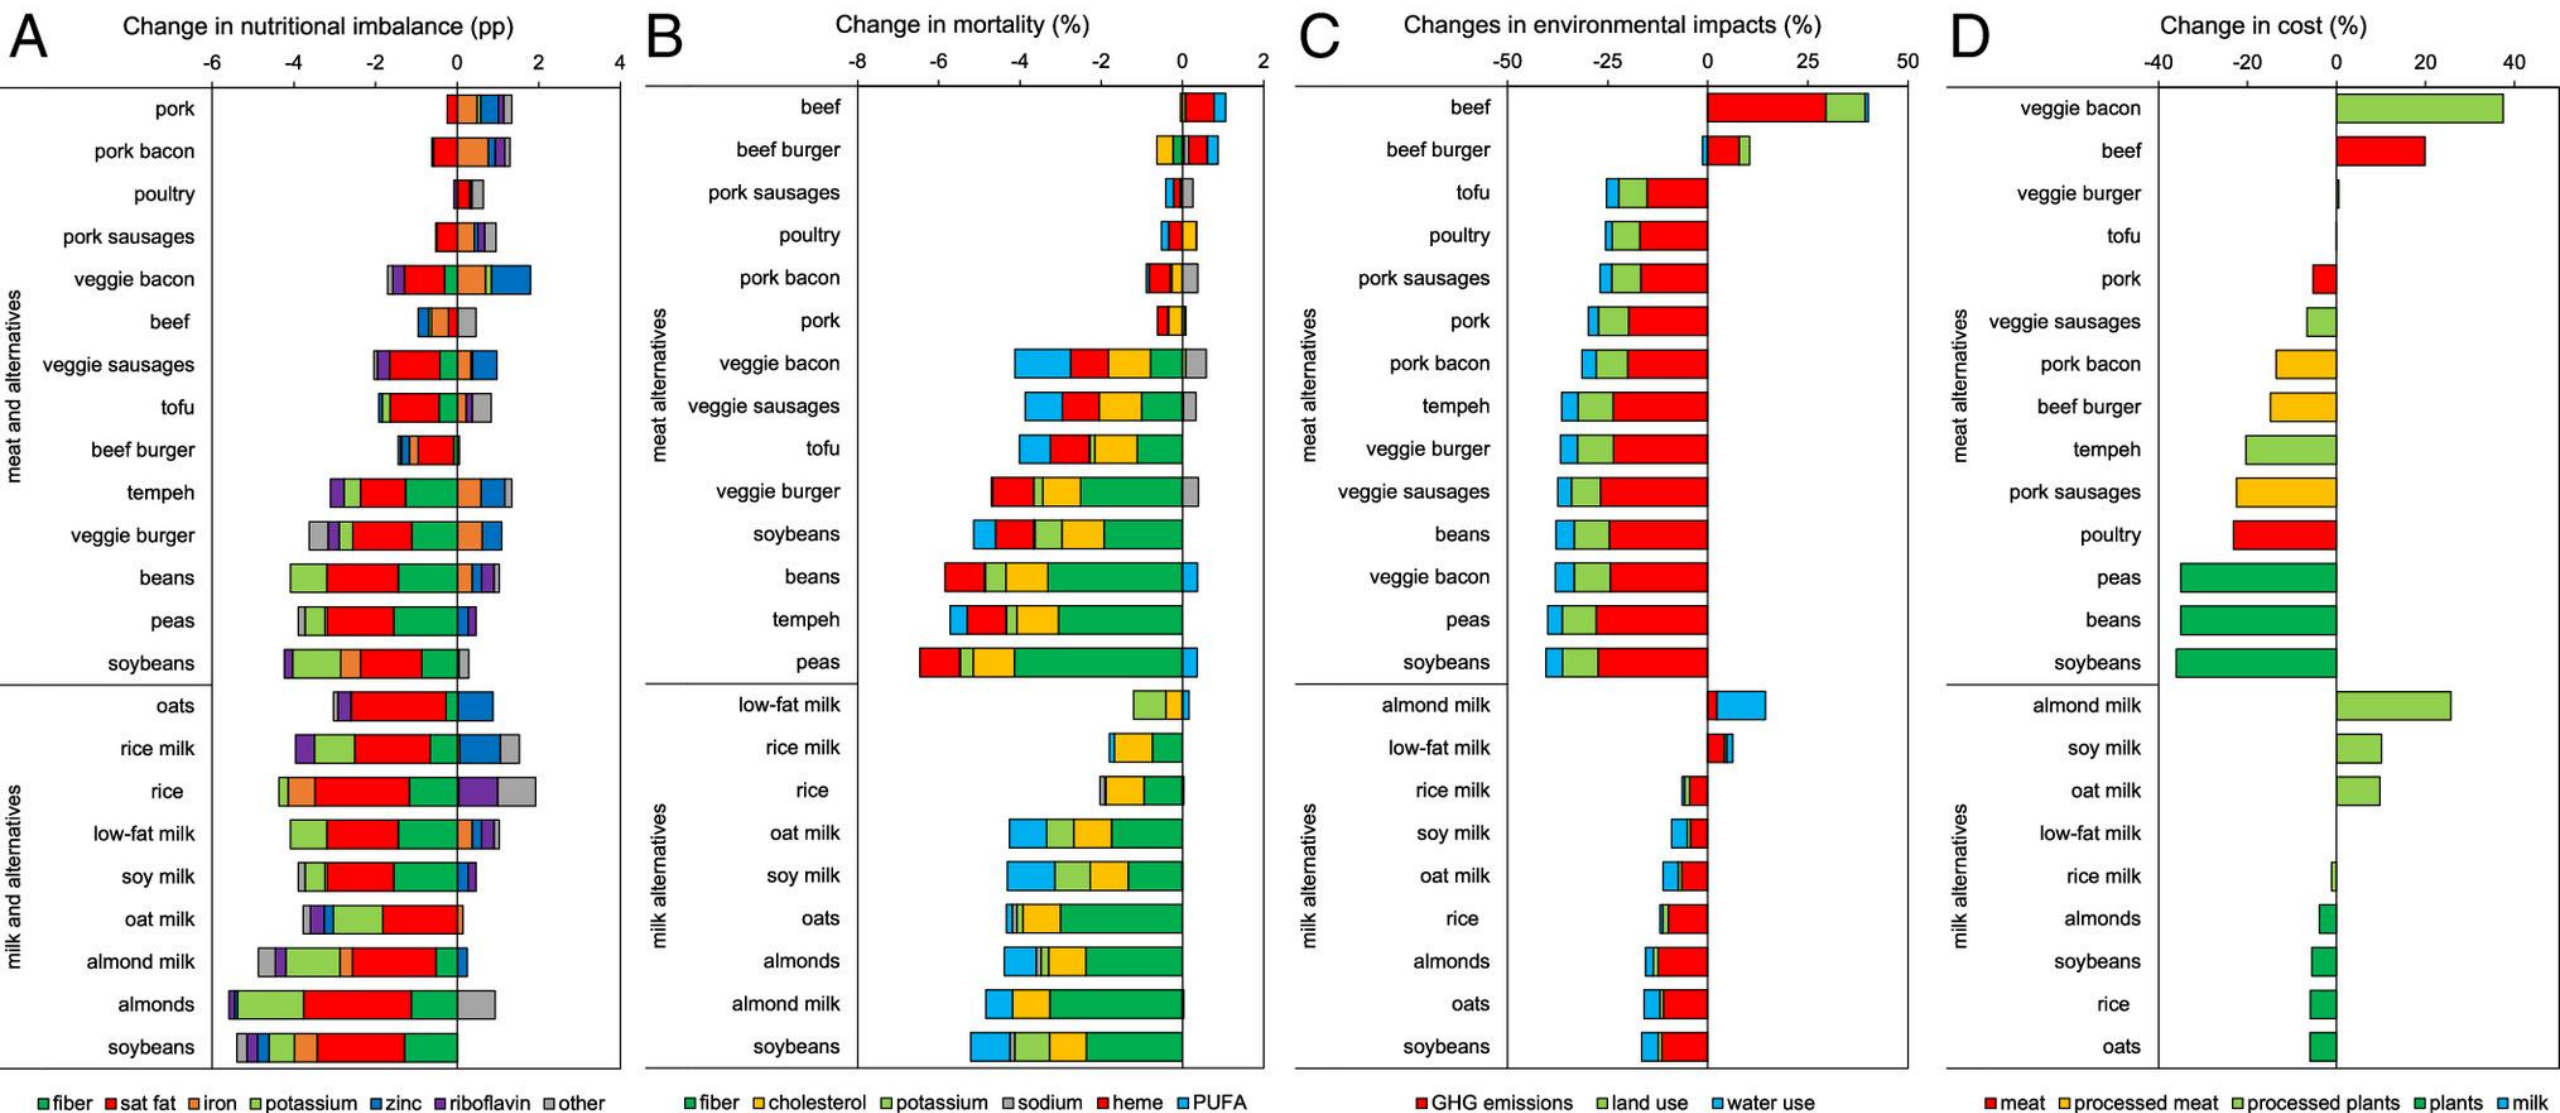 A
Change in nutritional imbalance (pp)
-6 -4 -2 0 2 4
meat and alternatives
pork
pork bacon
poultry
pork sausages
veggie bacon
beef
veggie sausages
tofu
beef burger
tempeh
veggie burger
beans
peas
soybeans
milk and alternatives
oats
rice milk
rice
low-fat milk
soy milk
oat milk
almond milk
almonds
soybeans
fiber sat fat iron potassium zinc riboflavin other
B
Change in mortality (%)
-8 -6 -4 -2 0 2
meat alternatives
beef
beef burger
pork sausages
poultry
pork bacon
pork
veggie bacon
veggie sausages
tofu
veggie burger
soybeans
beans
tempeh
peas
milk alternatives
low-fat milk
rice milk
rice
oat milk
soy milk
oats
almonds
almond milk
soybeans
fiber cholesterol potassium sodium heme PUFA
C
Changes in environmental impacts (%)
-50 -25 0 25 50
meat alternatives
beef
beef burger
tofu
poultry
pork sausages
pork
pork bacon
tempeh
veggie burger
veggie sausages
beans
veggie bacon
peas
soybeans
milk alternatives
almond milk
low-fat milk
rice milk
soy milk
oat milk
rice
almonds
oats
soybeans
GHG emissions land use water use
D
Change in cost (%)
-40 -20 0 20 40
meat alternatives
veggie bacon
beef
veggie burger
tofu
pork
veggie sausages
pork bacon
beef burger
tempeh
pork sausages
poultry
peas
beans
soybeans
milk alternatives
almond milk
soy milk
oat milk
low-fat milk
rice milk
almonds
soybeans
rice
oats
meat processed meat processed plants plants milk